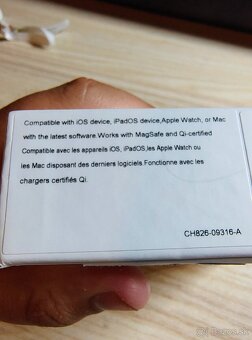 Compatible with iOS device, iPadOS device,Apple Watch, or Mac
with the latest software.Works with MagSafe and Qi-certified
Compatible avec les appareils iOS, iPadOS,les Apple Watch ou
les Mac disposant des derniers logiciels.Fonctionne avec les
chargers certifiés Qi.
CH826-09316-A